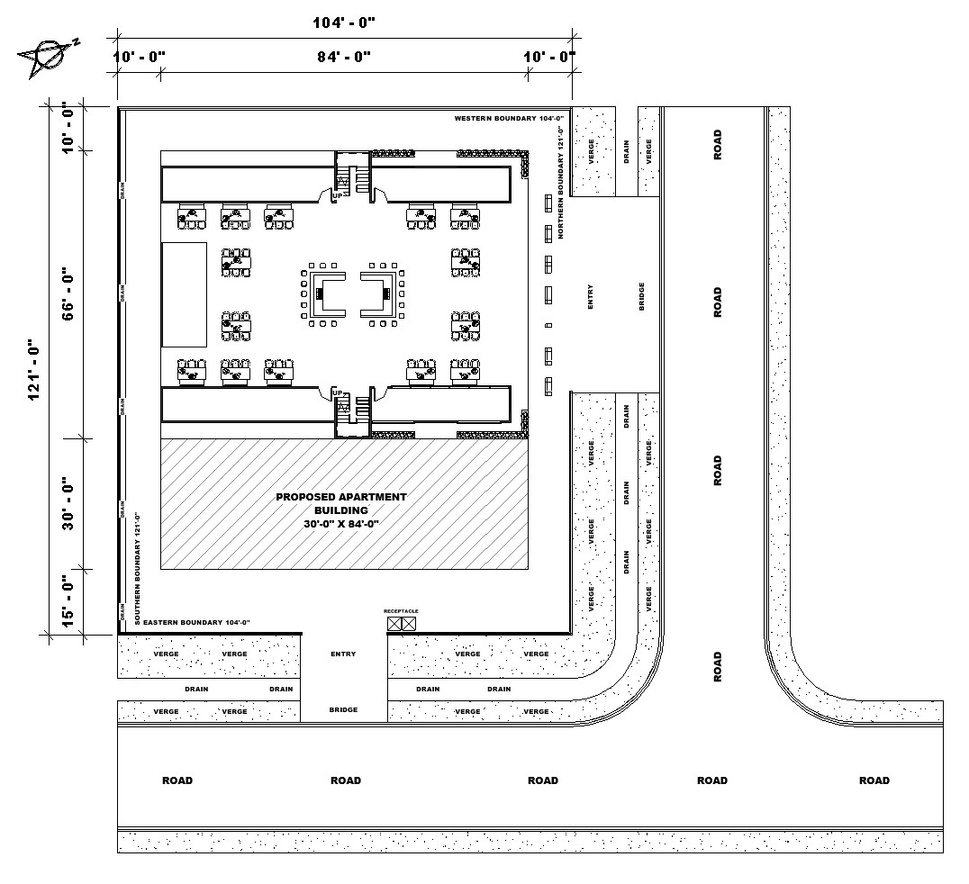 104' - 0"
N
10' - 0"
84' - 0"
10' - 0"
10' - 0"
66' - 0"
121' - 0"
30' - 0"
15' - 0"
WESTERN BOUNDARY 104'-0"
NORTHERN BOUNDARY 121'-0"
VERGE
DRAIN
VERGE
ROAD
DRAIN
UP
DRAIN
ENTRY
BRIDGE
ROAD
UP
DRAIN
DRAIN
VERGE
VERGE
ROAD
DRAIN
DRAIN
PROPOSED APARTMENT
BUILDING
30'-0" X 84'-0"
VERGE
VERGE
DRAIN
SOUTHERN BOUNDARY 121'-0"
DRAIN
VERGE
VERGE
RECEPTACLE
EASTERN BOUNDARY 104'-0"
VERGE
VERGE
ENTRY
VERGE
VERGE
ROAD
DRAIN
DRAIN
DRAIN
DRAIN
VERGE
VERGE
BRIDGE
VERGE
VERGE
ROAD
ROAD
ROAD
ROAD
ROAD